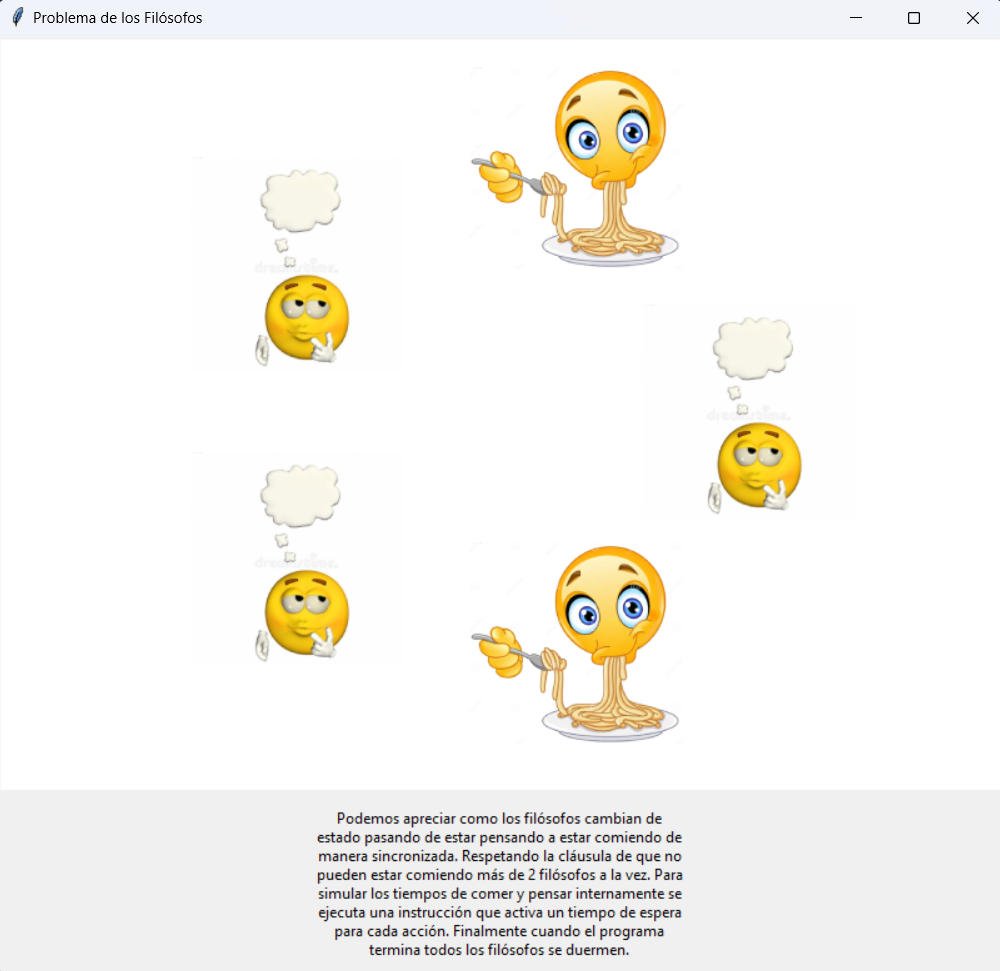 Problema de los Filósofos
Podemos apreciar como los filósofos cambian de
estado pasando de estar pensando a estar comiendo de
manera sincronizada. Respetando la cláusula de que no
pueden estar comiendo más de 2 filósofos a la vez. Para
simular los tiempos de comer y pensar internamente se
ejecuta una instrucción que activa un tiempo de espera
para cada acción. Finalmente cuando el programa
termina todos los filósofos se duermen.